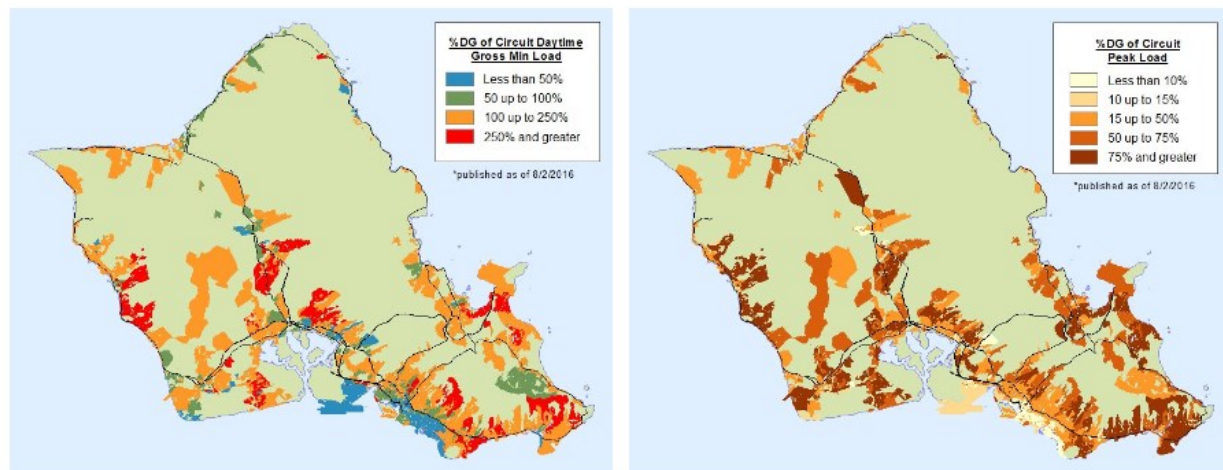 %DG of Circuit Daytime
Gross Min Load
Less than 50%
50 up to 100%
100 up to 250%
250% and greater
*published as of 8/2/2016
%DG of Circuit
Peak Load
Less than 10%
10 up to 15%
15 up to 50%
50 up to 75%
75% and greater
*published as of 8/2/2016